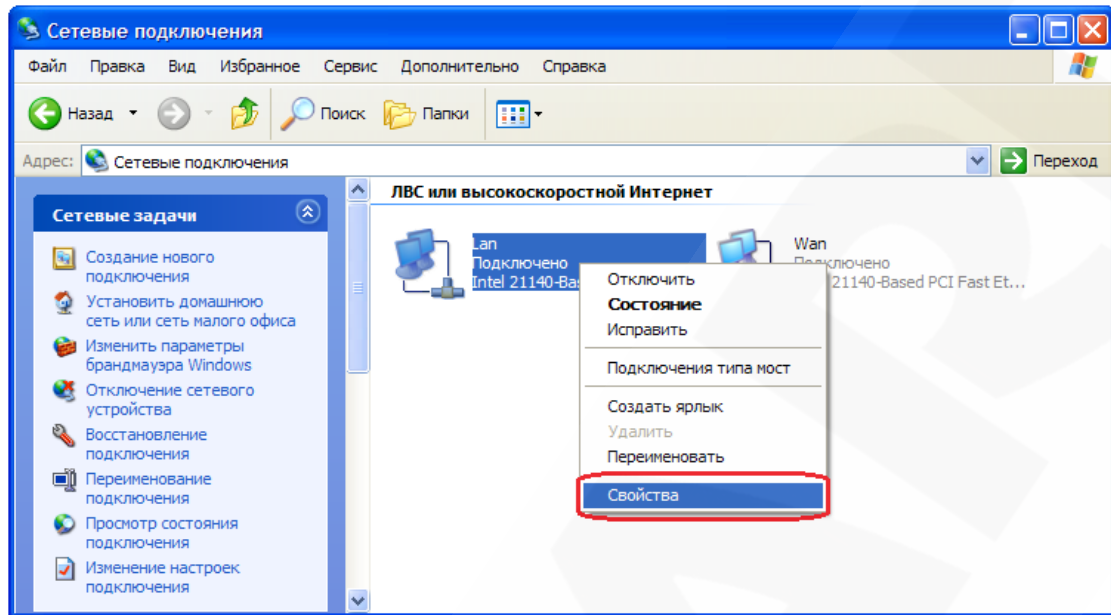 Сетевые подключения
Файл Правка Вид Избранное Сервис Дополнительно Справка
Назад Поиск Папки
Адрес: Сетевые подключения Переход
Сетевые задачи
Создание нового
подключения
Установить домашнюю
сеть или сеть малого офиса
Изменить параметры
брандмауэра Windows
Отключение сетевого
устройства
Восстановление
подключения
Переименование
подключения
Просмотр состояния
подключения
Изменение настроек
подключения
ЛВС или высокоскоростной Интернет
Lan
Подключено
Intel 21140-Bas
Wan
Подключено
21140-Based PCI Fast Et...
Отключить
Состояние
Исправить
Подключения типа мост
Создать ярлык
Удалить
Переименовать
Свойства